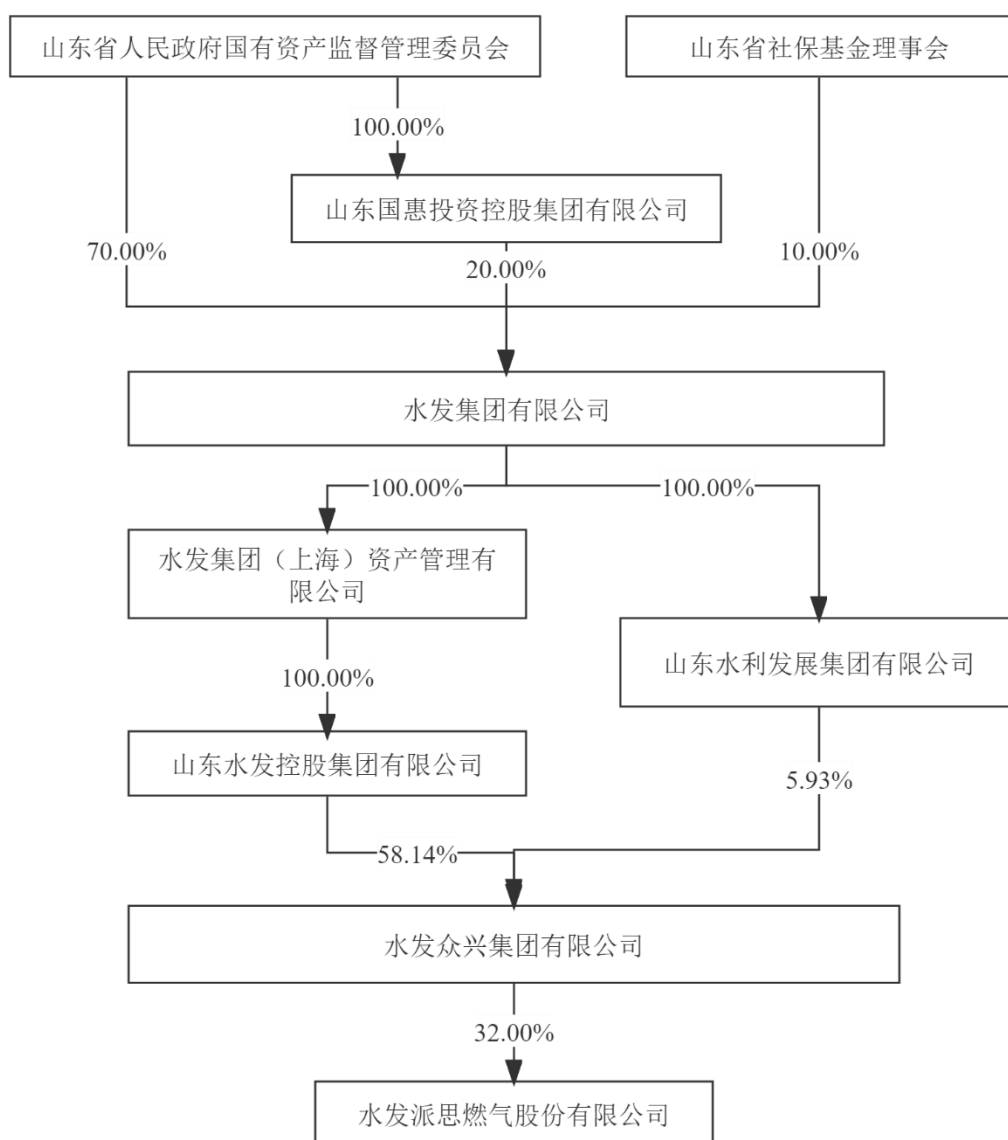 山东省人民政府国有资产监督管理委员会
山东省社保基金理事会
100.00%
山东国惠投资控股集团有限公司
70.00%
20.00%
10.00%
水发集团有限公司
100.00%
100.00%
水发集团（上海）资产管理有
限公司
山东水利发展集团有限公司
100.00%
山东水发控股集团有限公司
5.93%
58.14%
水发众兴集团有限公司
32.00%
水发派思燃气股份有限公司